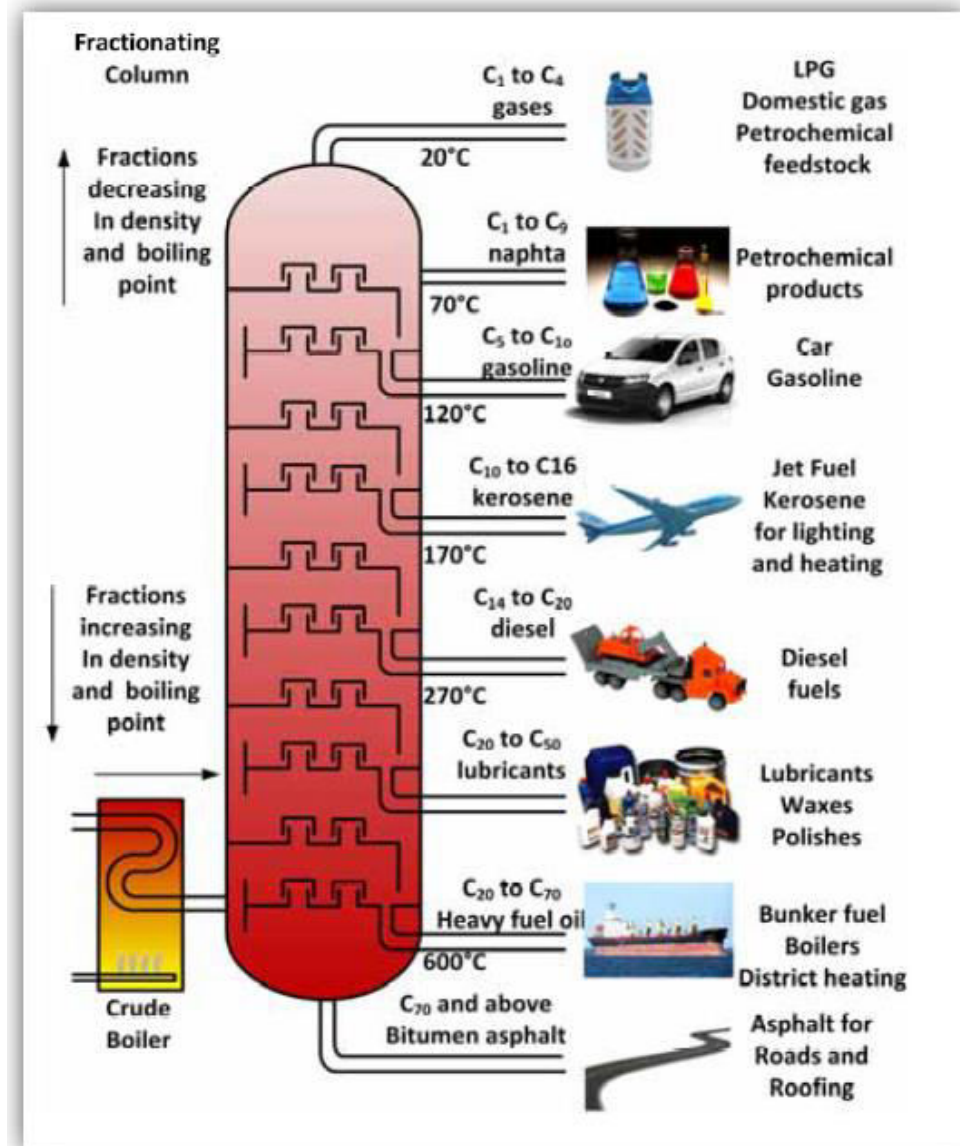 Fractionating
Column
Fractions
decreasing
In density
and boiling
point
C₁ to C₄
gases
20°C
LPG
Domestic gas
Petrochemical
feedstock
C₁ to C₉
naphta
70°C
Petrochemical
products
C₅ to C₁₀
gasoline
120°C
Car
Gasoline
C₁₀ to C16
kerosene
170°C
Jet Fuel
Kerosene
for lighting
and heating
Fractions
increasing
In density
and boiling
point
C₁₄ to C₂₀
diesel
270°C
Diesel
fuels
C₂₀ to C₅₀
lubricants
Lubricants
Waxes
Polishes
C₂₀ to C₇₀
Heavy fuel oil
600°C
Bunker fuel
Boilers
District heating
Crude
Boiler
C₇₀ and above
Bitumen asphalt
Asphalt for
Roads and
Roofing